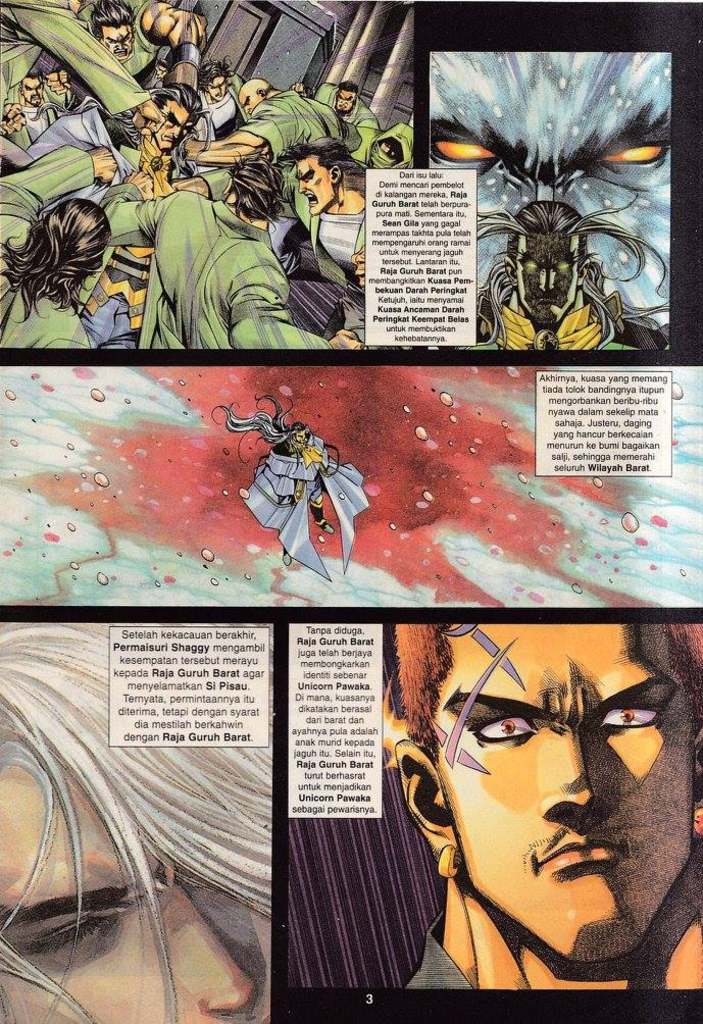 Dari isu lalu:
Demi mencari pembelot
di kalangan mereka, Raja
Guruh Barat telah berpura-
pura mati. Sementara itu,
Sean Gila yang gagal
merampas takhta pula telah
mempengaruhi orang ramai
untuk menyerang jaguh
tersebut. Lantaran itu,
Raja Guruh Barat pun
membangkitkan Kuasa Pem-
bekuan Darah Peringkat
Ketujuh, iaitu menyamai
Kuasa Ancaman Darah
Peringkat Keempat Belas
untuk membuktikan
kehebatannya.
Akhirnya, kuasa yang memang
tiada tolok bandingnya itupun
mengorbankan beribu-ribu
nyawa dalam sekelip mata
sahaja. Justeru, daging
yang hancur berkecaian
menurun ke bumi bagaikan
salji, sehingga memerahi
seluruh Wilayah Barat.
Setelah kekacauan berakhir,
Permaisuri Shaggy mengambil
kesempatan tersebut merayu
kepada Raja Guruh Barat agar
menyelamatkan Si Pisau.
Ternyata, permintaannya itu
diterima, tetapi dengan syarat
dia mestilah berkahwin
dengan Raja Guruh Barat.
Tanpa diduga,
Raja Guruh Barat
juga telah berjaya
membongkarkan
identiti sebenar
Unicorn Pawaka.
Di mana, kuasanya
dikatakan berasal
dari barat dan
ayahnya pula adalah
anak murid kepada
jaguh itu. Selain itu,
Raja Guruh Barat
turut berhasrat
untuk menjadikan
Unicorn Pawaka
sebagai pewarisnya.
3